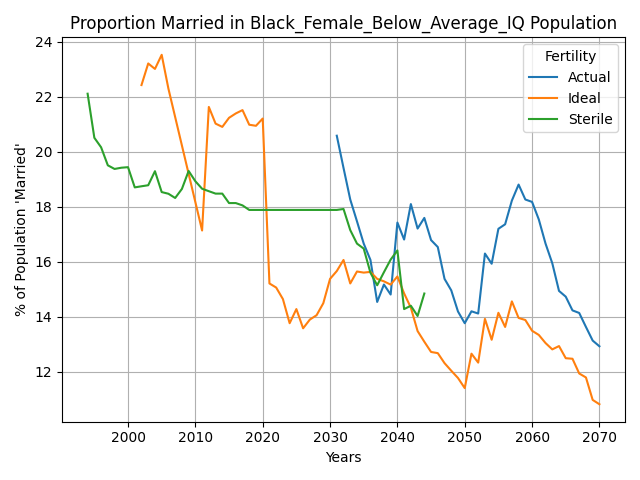 Proportion Married in Black_Female_Below_Average_IQ Population
% of Population 'Married'
24
22
20
18
16
14
12
Fertility
Actual
Ideal
Sterile
2000 2010 2020 2030 2040 2050 2060 2070
Years